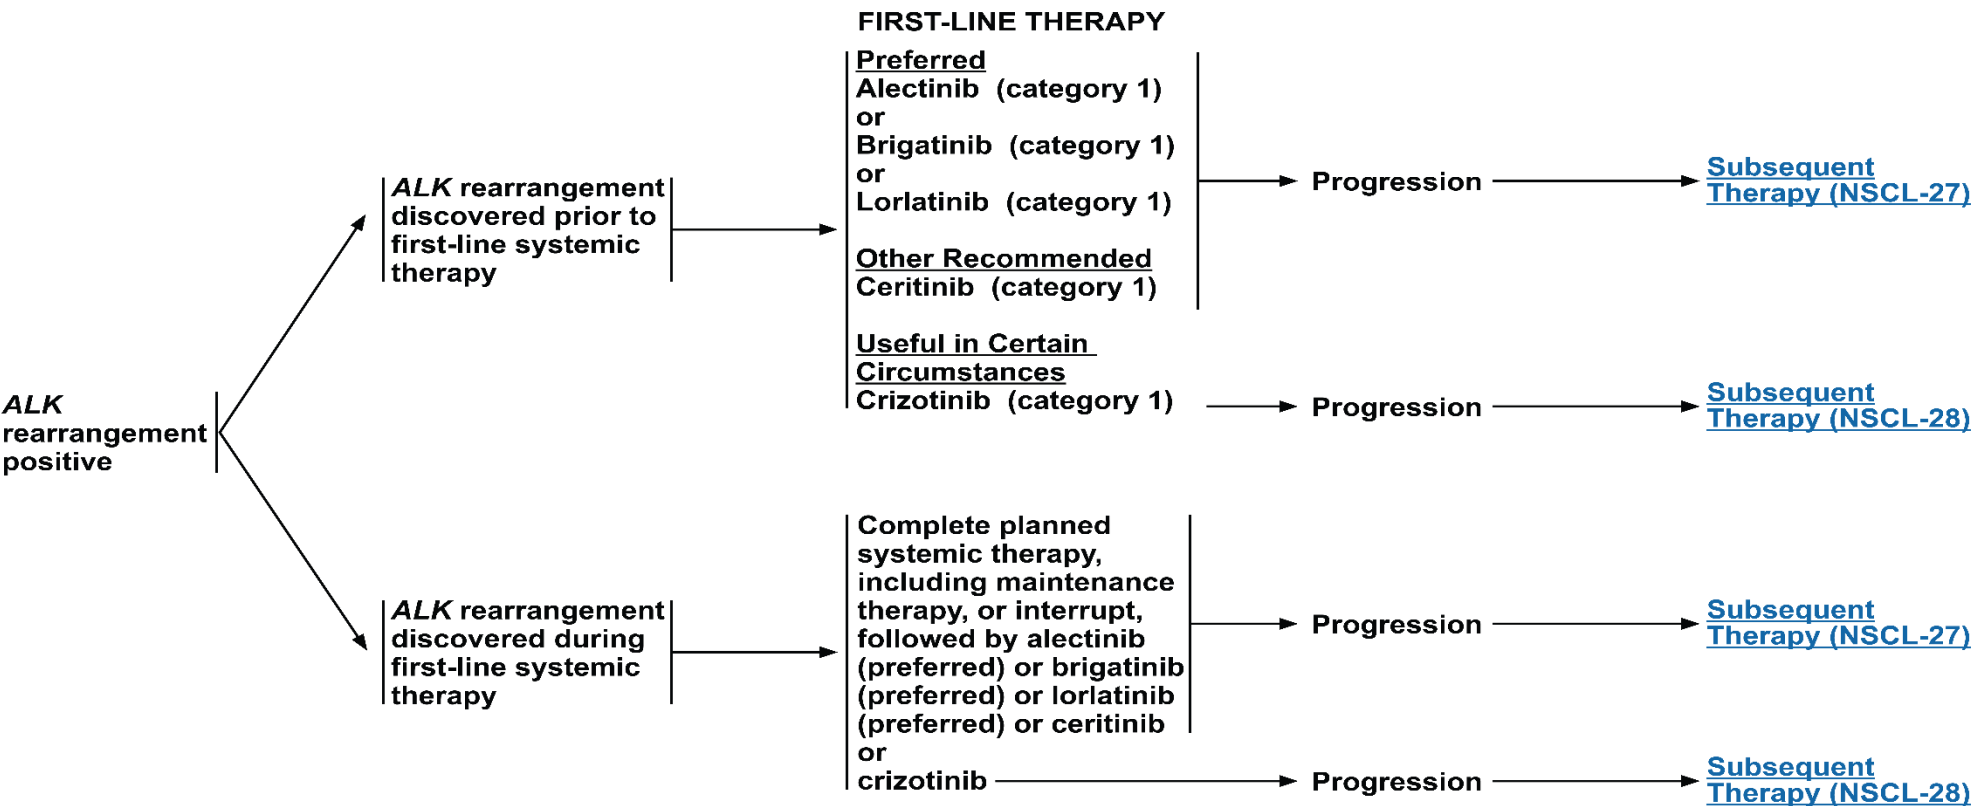 FIRST-LINE THERAPY
Preferred
Alectinib (category 1)
or
Brigatinib (category 1)
or
Lorlatinib (category 1)
Other Recommended
Ceritinib (category 1)
Useful in Certain
Circumstances
Crizotinib (category 1)
Progression
Subsequent
Therapy (NSCL-27)
Progression
Subsequent
Therapy (NSCL-28)
ALK rearrangement
discovered prior to
first-line systemic
therapy
ALK
rearrangement
positive
ALK rearrangement
discovered during
first-line systemic
therapy
Complete planned
systemic therapy,
including maintenance
therapy, or interrupt,
followed by alectinib
(preferred) or brigatinib
(preferred) or lorlatinib
(preferred) or ceritinib
or
crizotinib
Progression
Subsequent
Therapy (NSCL-27)
Progression
Subsequent
Therapy (NSCL-28)